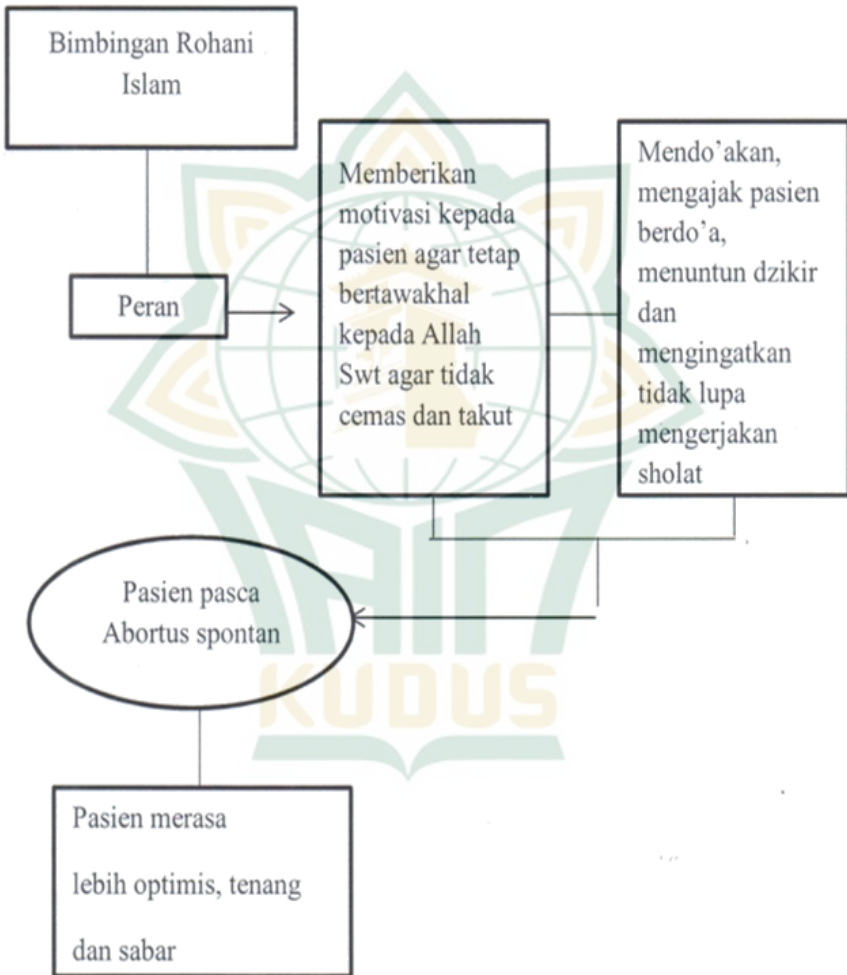 Bimbingan Rohani
Islam
Peran
Memberikan
motivasi kepada
pasien agar tetap
bertawakhal
kepada Allah
Swt agar tidak
cemas dan takut
Mendo’akan,
mengajak pasien
berdo’a,
menuntun dzikir
dan
mengingatkan
tidak lupa
mengerjakan
sholat
Pasien pasca
Abortus spontan
Pasien merasa
lebih optimis, tenang
dan sabar
IAIN
KUDUS